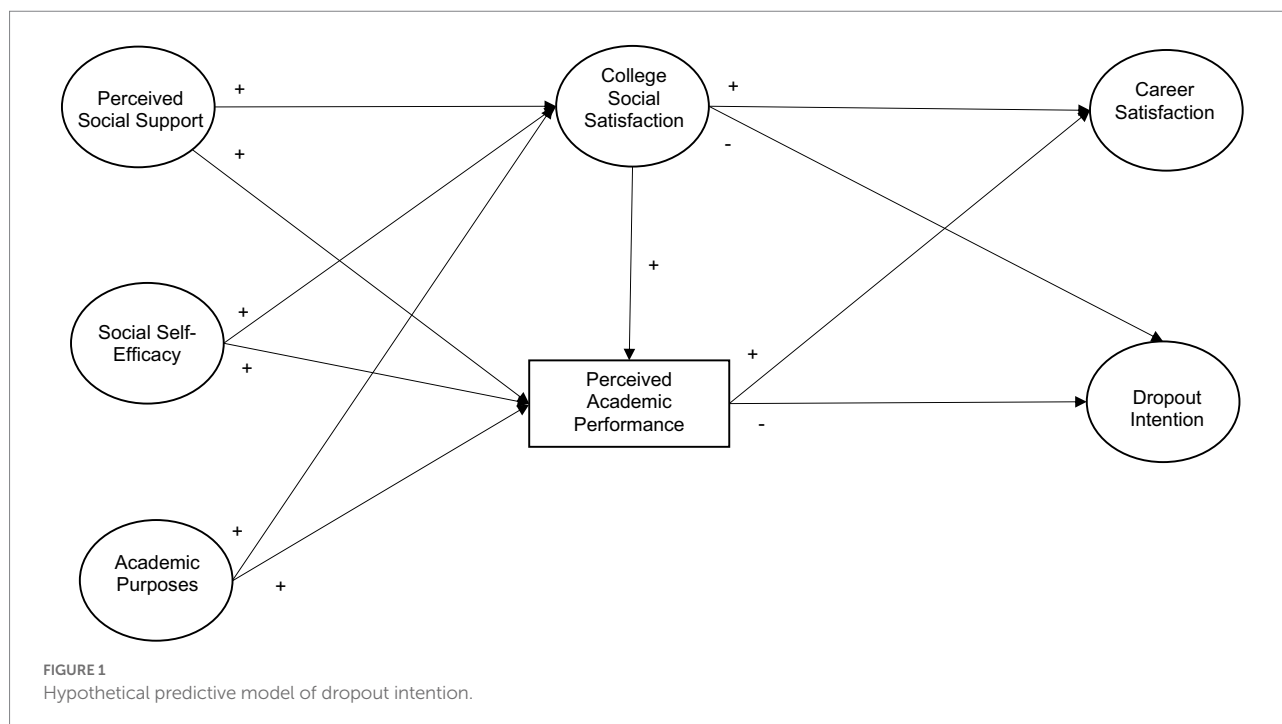 Perceived
Social Support
+
+
College
Social
Satisfaction
+
-
Career
Satisfaction
+
Social Self-
Efficacy
+
+
Perceived
Academic
Performance
+
-
Dropout
Intention
Academic
Purposes
+
+
FIGURE 1
Hypothetical predictive model of dropout intention.